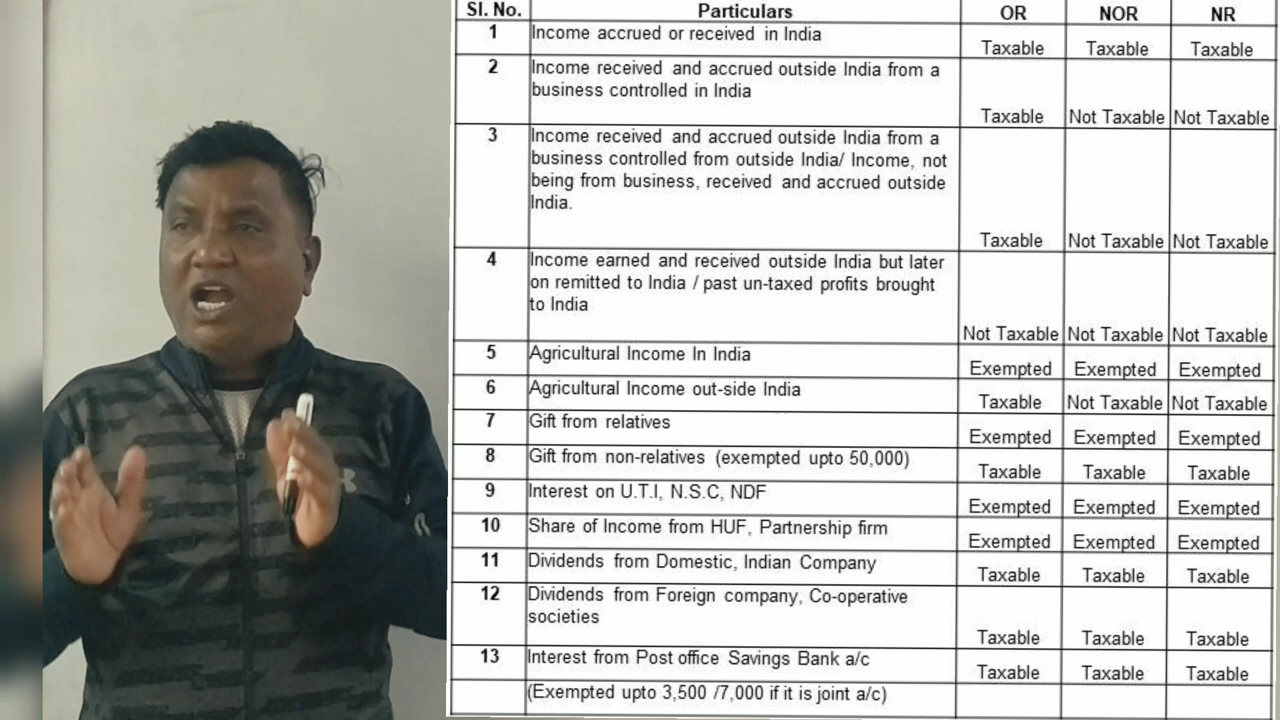 Sl. No. Particulars OR NOR NR
1 Income accrued or received in India Taxable Taxable Taxable
2 Income received and accrued outside India from a
business controlled in India
Taxable Not Taxable Not Taxable
3 Income received and accrued outside India from a
business controlled from outside India/ Income, not
being from business, received and accrued outside
India.
Taxable Not Taxable Not Taxable
4 Income earned and received outside India but later
on remitted to India / past un-taxed profits brought
to India
Not Taxable Not Taxable Not Taxable
5 Agricultural Income In India Exempted Exempted Exempted
6 Agricultural Income out-side India Taxable Not Taxable Not Taxable
7 Gift from relatives Exempted Exempted Exempted
8 Gift from non-relatives (exempted upto 50,000) Taxable Taxable Taxable
9 Interest on U.T.I, N.S.C, NDF Exempted Exempted Exempted
10 Share of Income from HUF, Partnership firm Exempted Exempted Exempted
11 Dividends from Domestic, Indian Company Taxable Taxable Taxable
12 Dividends from Foreign company, Co-operative
societies
Taxable Taxable Taxable
13 Interest from Post office Savings Bank a/c Taxable Taxable Taxable
(Exempted upto 3,500 /7,000 if it is joint a/c)